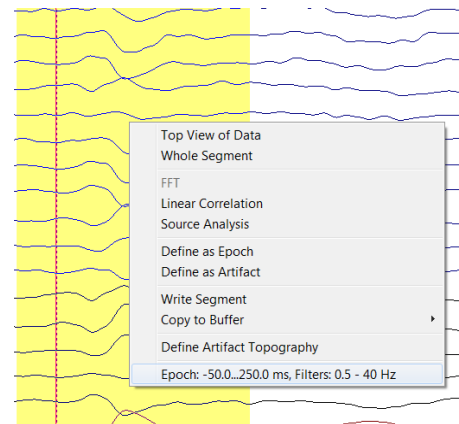 Top View of Data
Whole Segment
FFT
Linear Correlation
Source Analysis
Define as Epoch
Define as Artifact
Write Segment
Copy to Buffer
Define Artifact Topography
Epoch: -50.0...250.0 ms, Filters: 0.5 - 40 Hz